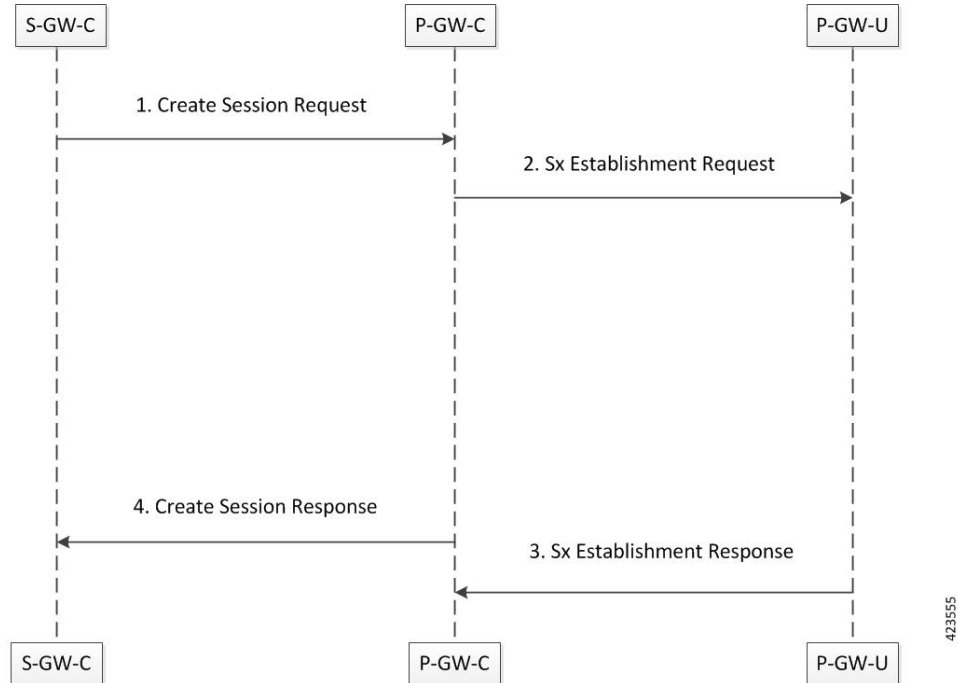 S-GW-C
P-GW-C
P-GW-U
1. Create Session Request
2. Sx Establishment Request
4. Create Session Response
3. Sx Establishment Response
423555
S-GW-C
P-GW-C
P-GW-U